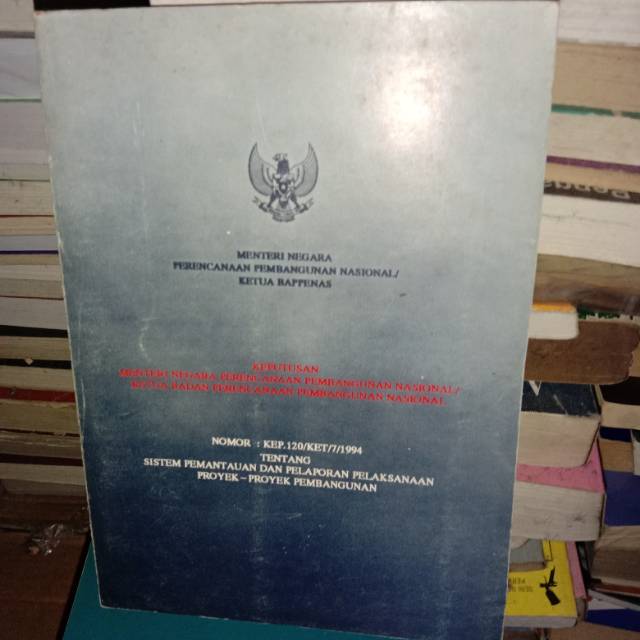 MENTERI NEGARA
PERENCANAAN PEMBANGUNAN NASIONAL/
KETUA BAPPENAS
KEPUTUSAN
MENTERI NEGARA PERENCANAAN PEMBANGUNAN NASIONAL/
KETUA BADAN PERENCANAAN PEMBANGUNAN NASIONAL
NOMOR : KEP.120/KET/7/1994
TENTANG
SISTEM PEMANTAUAN DAN PELAPORAN PELAKSANAAN
PROYEK-PROYEK PEMBANGUNAN